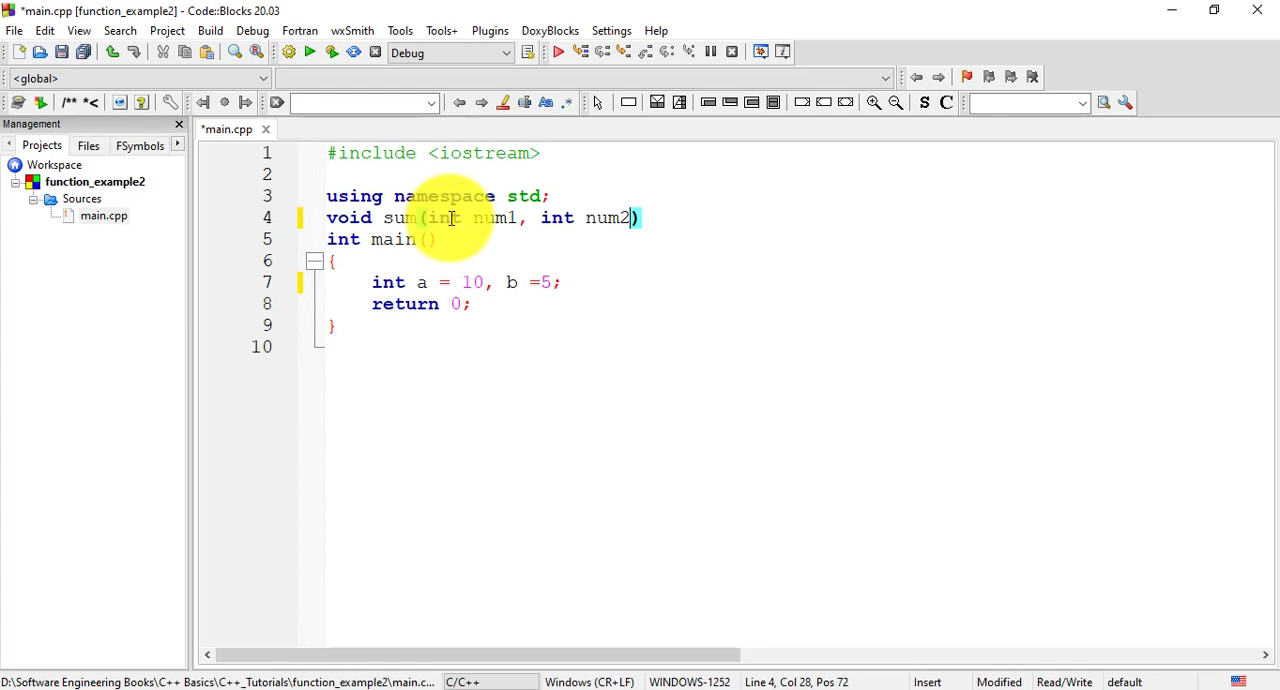 *main.cpp [function_example2] - Code::Blocks 20.03
File Edit View Search Project Build Debug Fortran wxSmith Tools Tools+ Plugins DoxyBlocks Settings Help
Debug
<global>
/** *< Aa .* S C
Management
*main.cpp
Projects Files FSymbols
Workspace
function_example2
Sources
main.cpp
1 #include <iostream>
2
3 using namespace std;
4 void sum(int num1, int num2)
5 int main()
6 {
7 int a = 10, b =5;
8 return 0;
9 }
10
D:\Software Engineering Books\C++ Basics\C++_Tutorials\function_example2\main.c... C/C++ Windows (CR+LF) WINDOWS-1252 Line 4, Col 28, Pos 72 Insert Modified Read/Write default